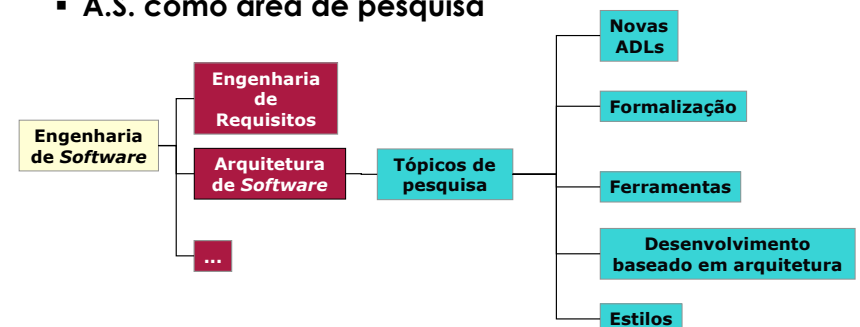 ▪ A.S. como área de pesquisa
Novas
ADLs
Engenharia
de
Requisitos
Formalização
Engenharia
de Software
Arquitetura
de Software
Tópicos de
pesquisa
Ferramentas
...
Desenvolvimento
baseado em arquitetura
Estilos